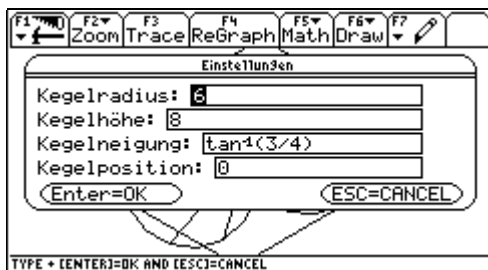 F1 F2 Zoom F3 Trace F4 ReGraph F5 Math F6 Draw F7
Einstellungen
Kegelradius: 6
Kegelhöhe: 8
Kegelneigung: tan⁻¹(3/4)
Kegelposition: 0
Enter=OK ESC=CANCEL
TYPE + [ENTER]=OK AND [ESC]=CANCEL